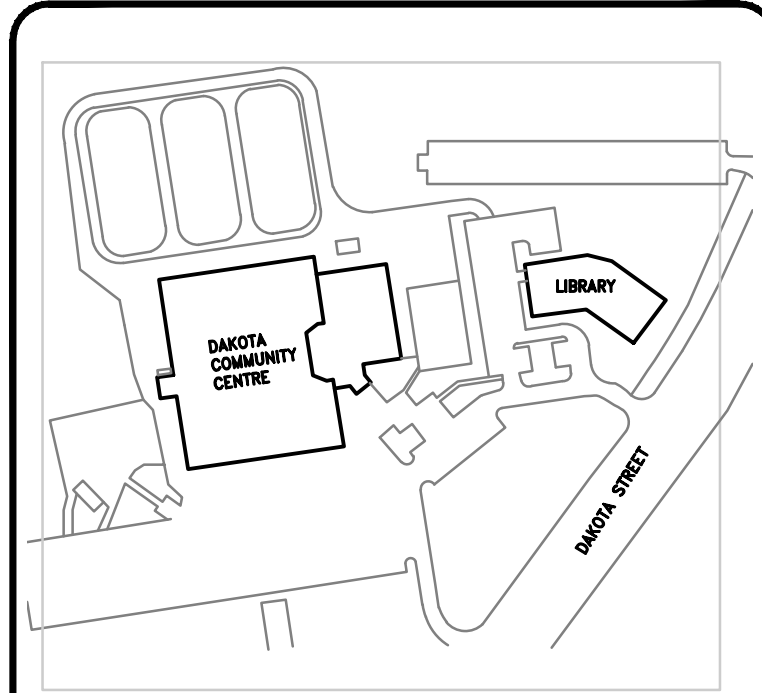 LIBRARY
DAKOTA
COMMUNITY
CENTRE
DAKOTA STREET